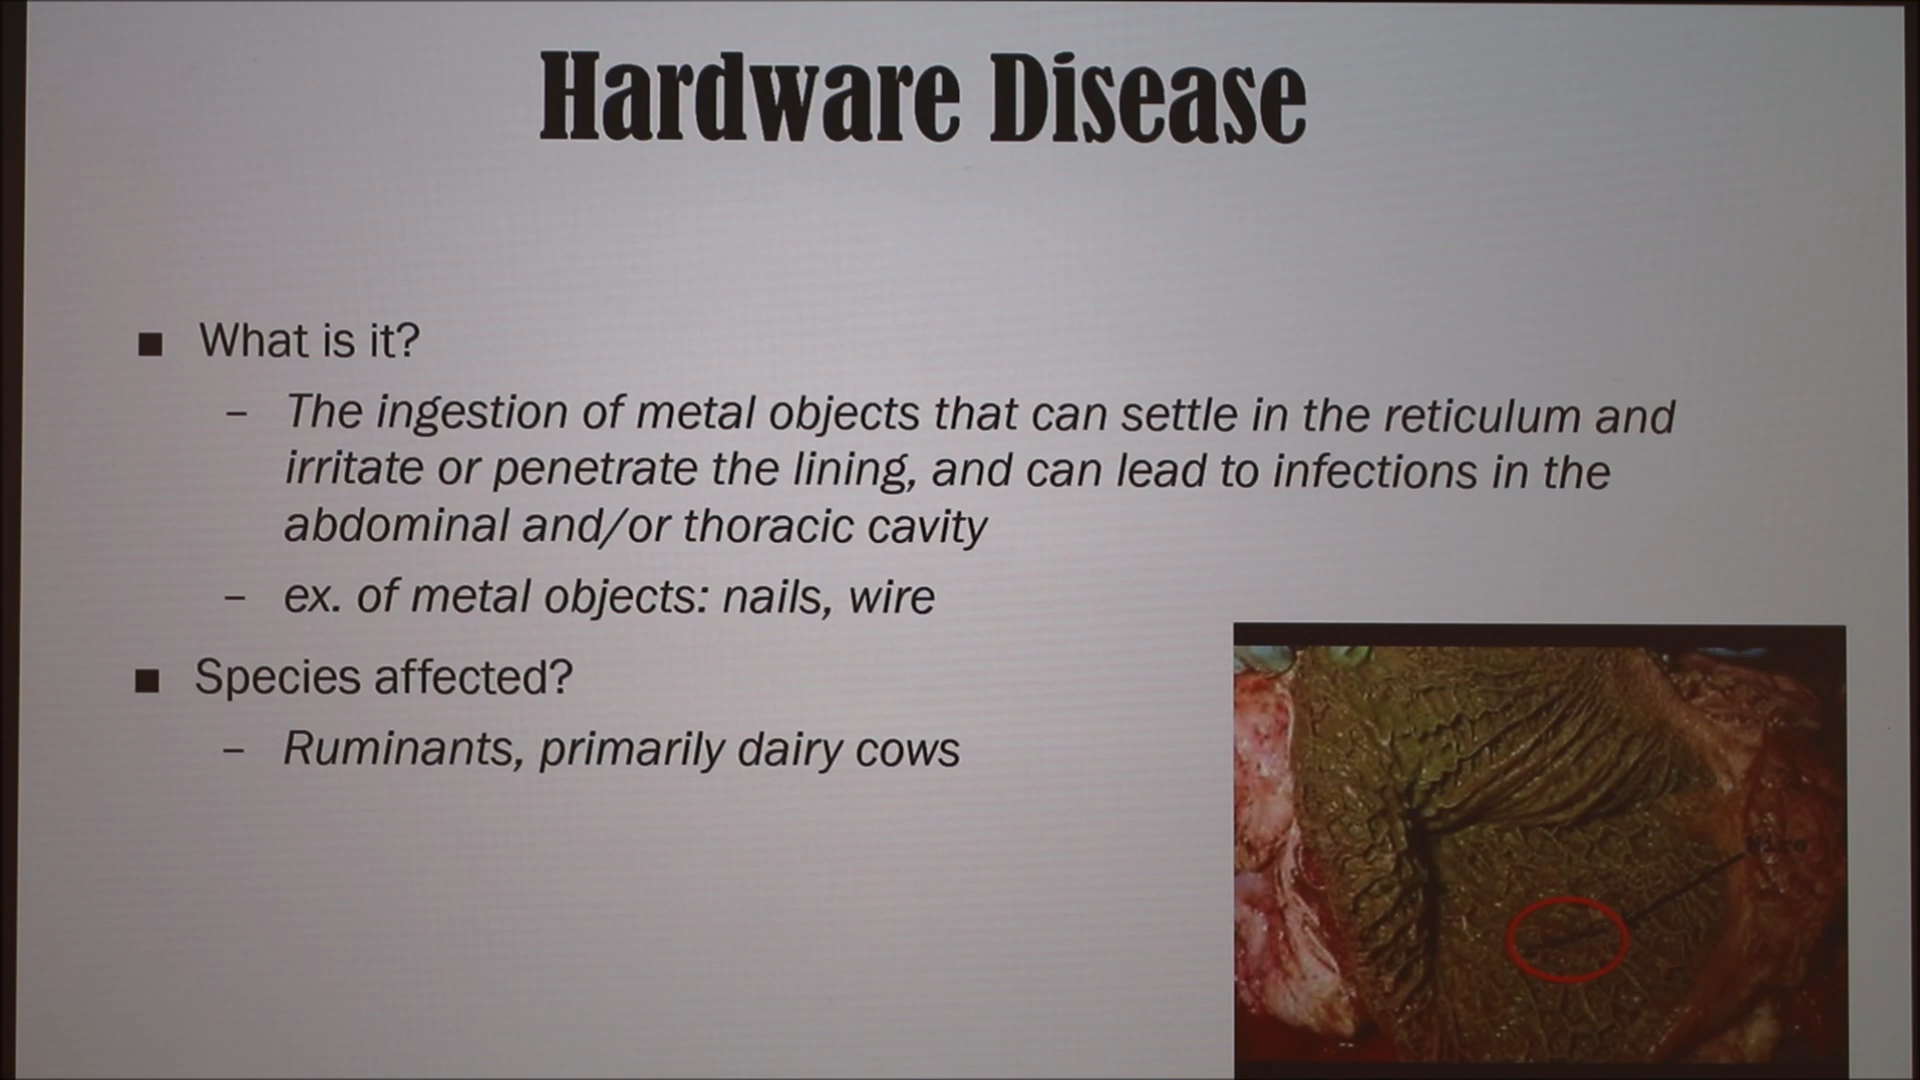 Hardware Disease
■ What is it?
– The ingestion of metal objects that can settle in the reticulum and
irritate or penetrate the lining, and can lead to infections in the
abdominal and/or thoracic cavity
– ex. of metal objects: nails, wire
■ Species affected?
– Ruminants, primarily dairy cows